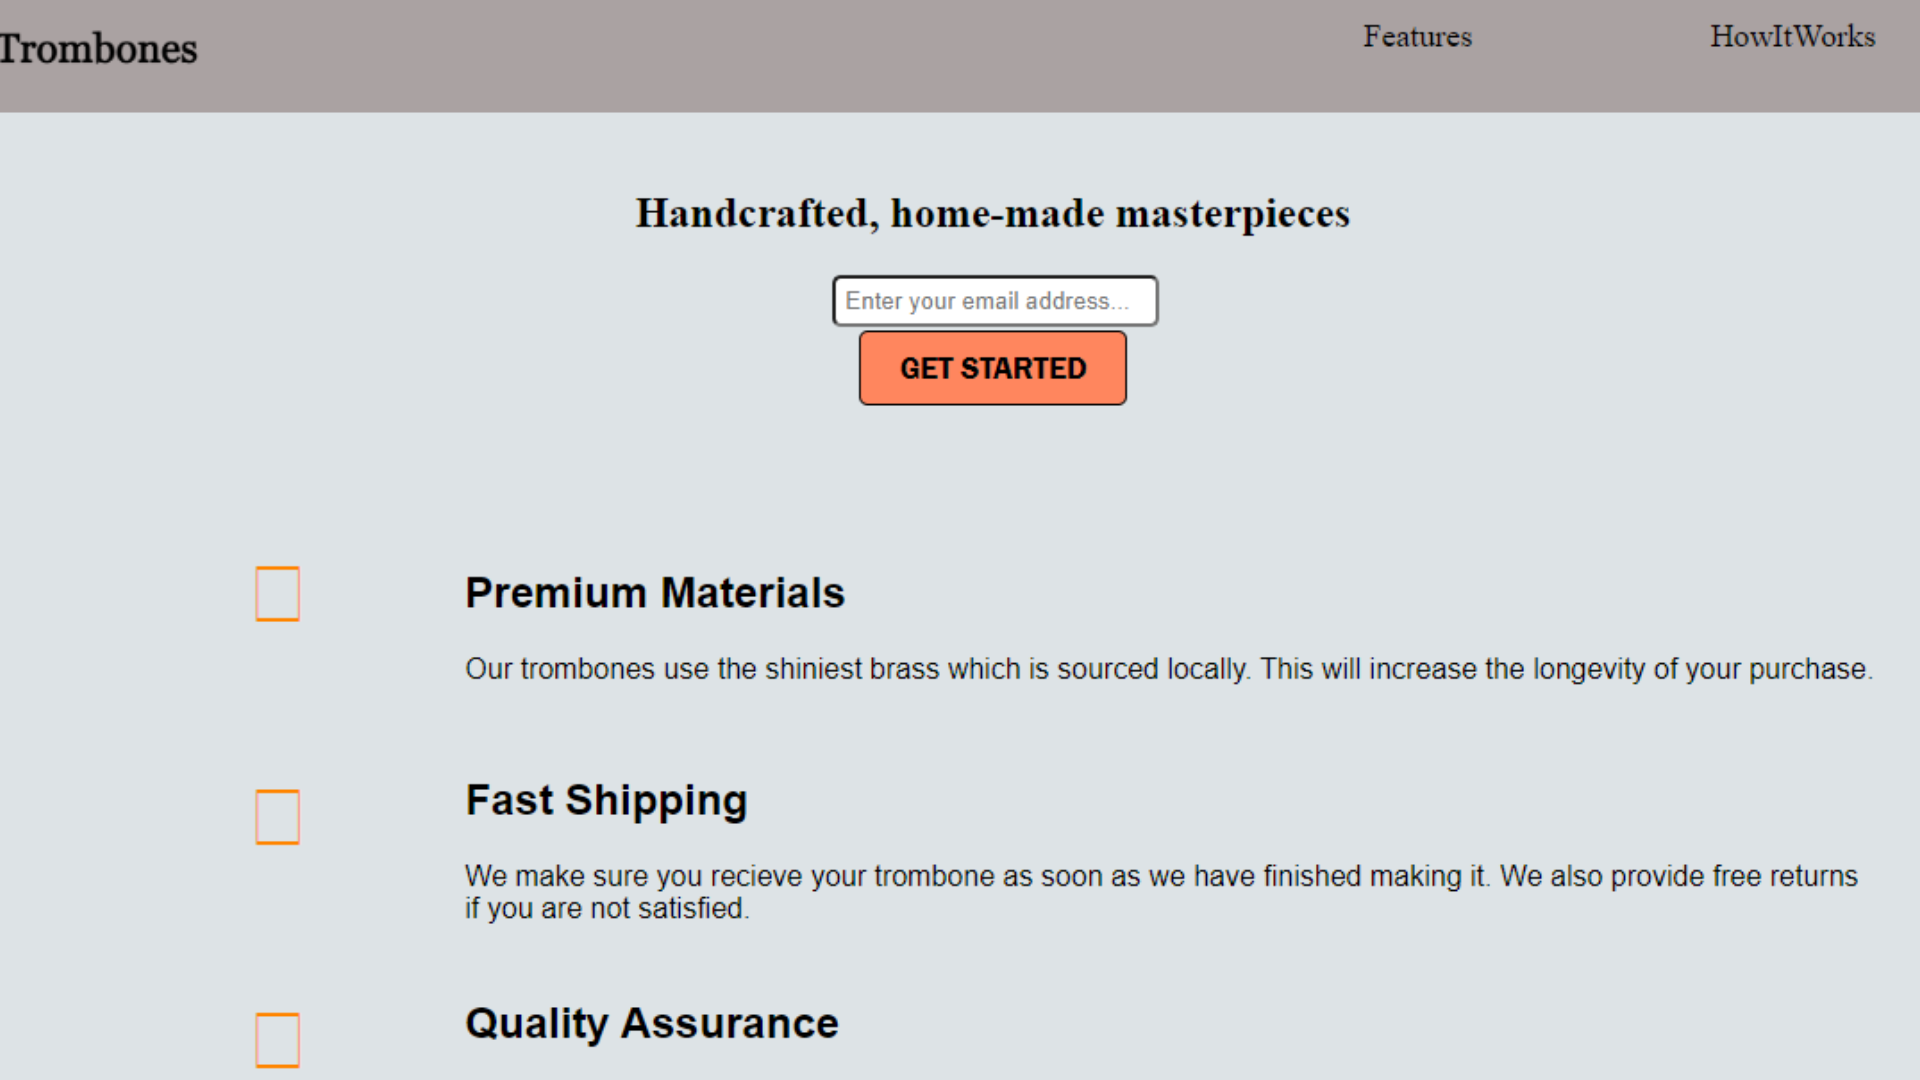 Trombones
Features
HowItWorks
Handcrafted, home-made masterpieces
Enter your email address...
GET STARTED
Premium Materials
Our trombones use the shiniest brass which is sourced locally. This will increase the longevity of your purchase.
Fast Shipping
We make sure you recieve your trombone as soon as we have finished making it. We also provide free returns
if you are not satisfied.
Quality Assurance